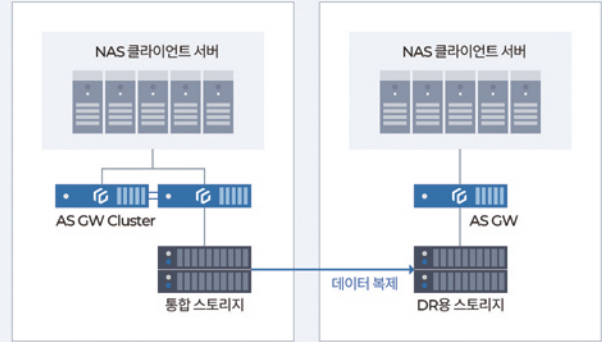 NAS 클라이언트 서버
NAS 클라이언트 서버
AS GW Cluster
AS GW
데이터 복제
통합 스토리지
DR용 스토리지